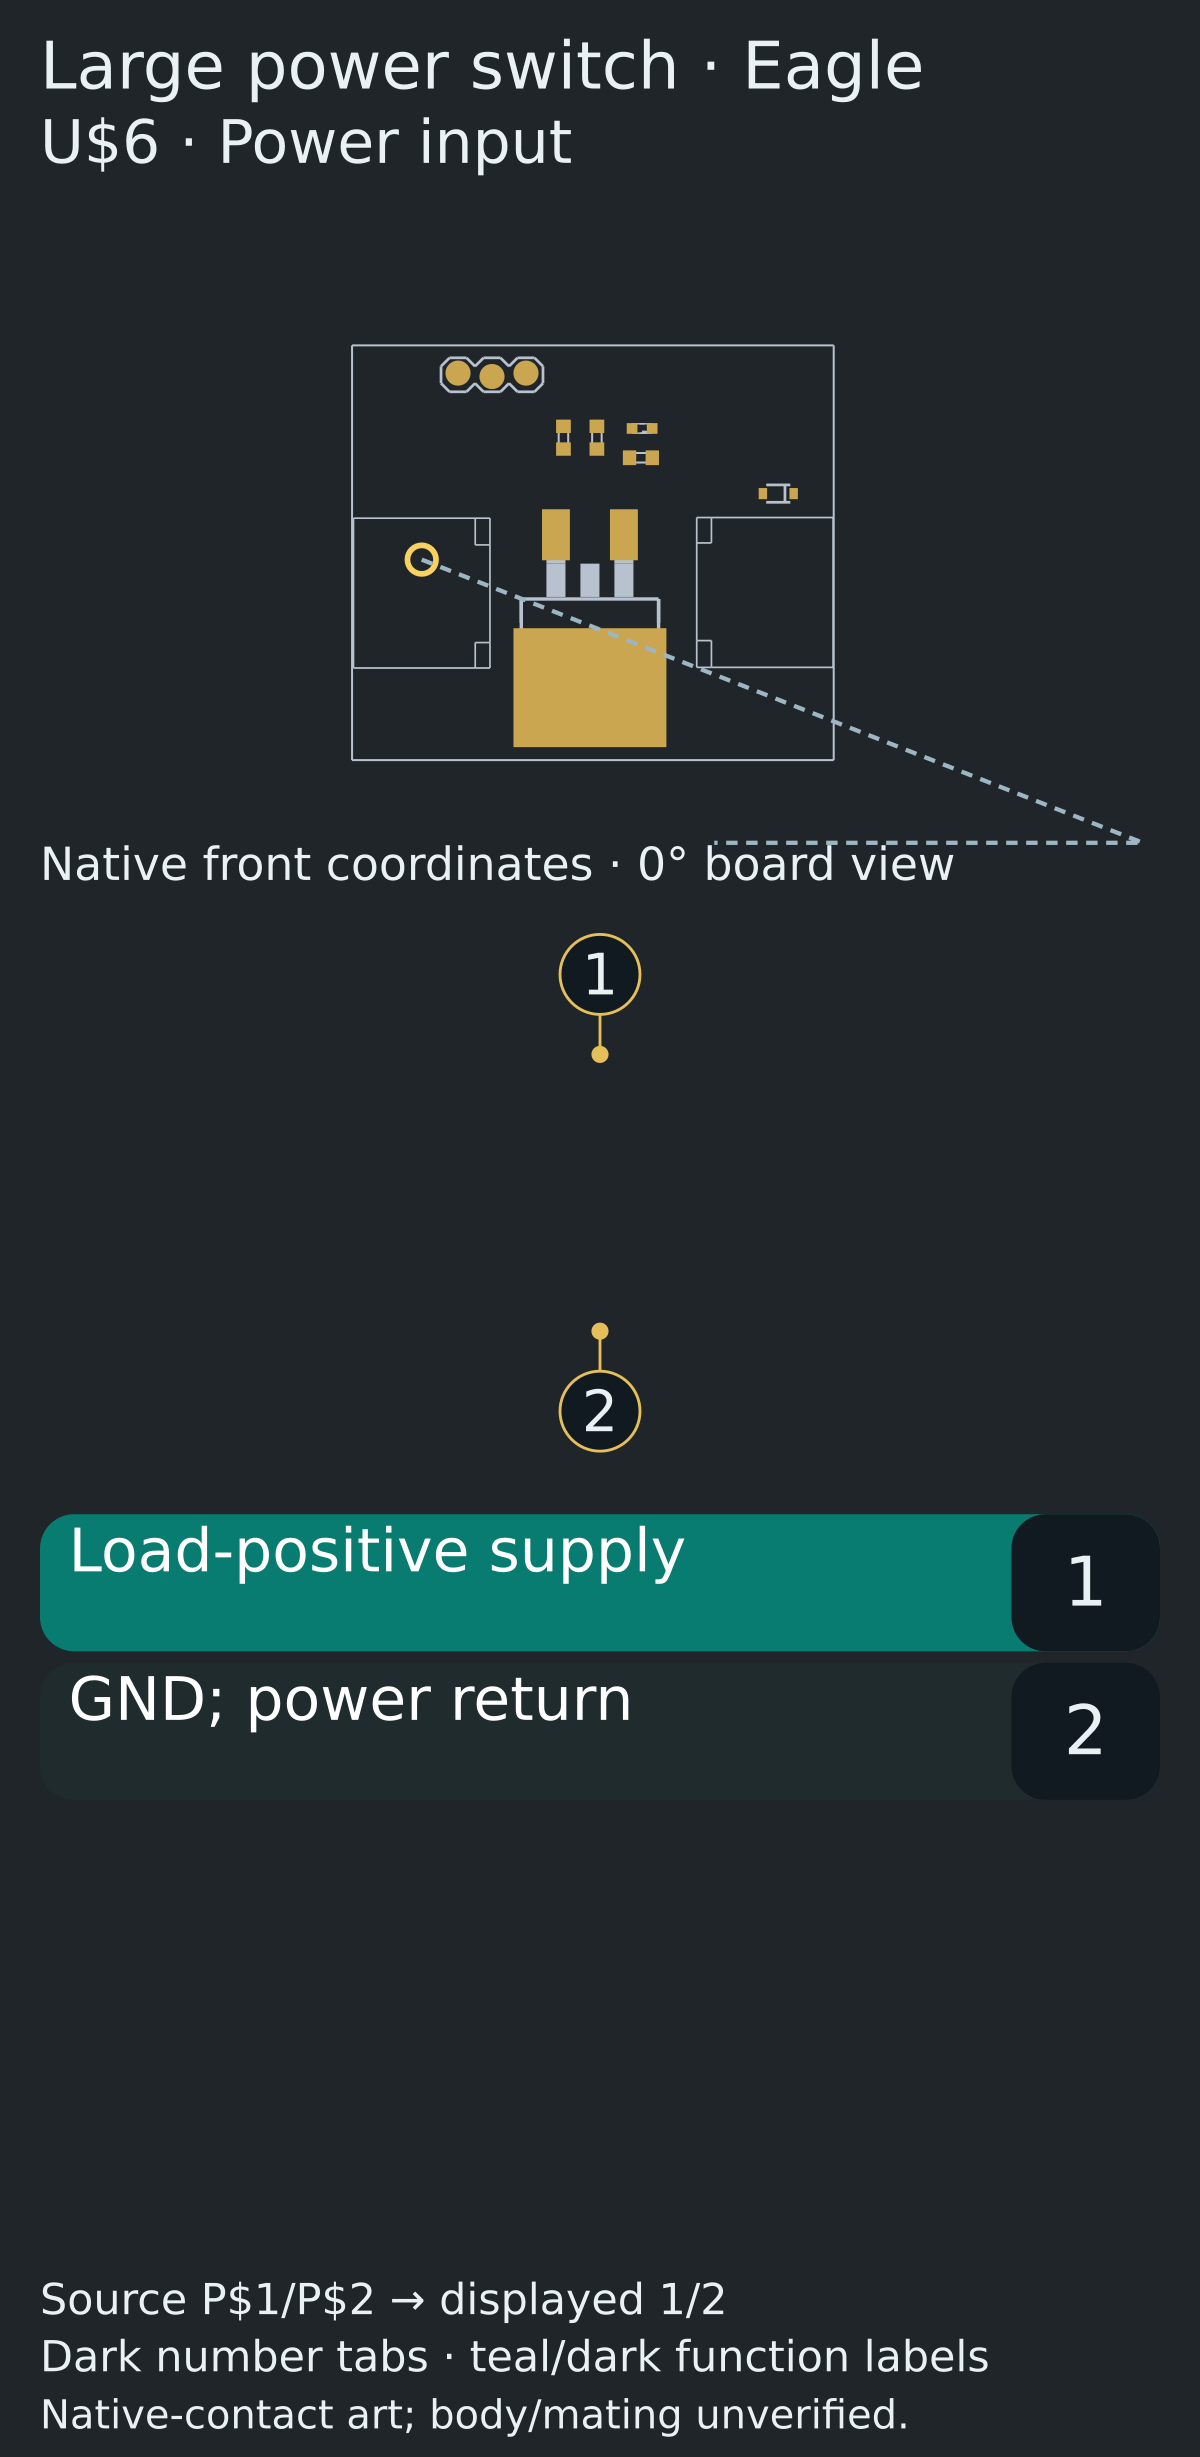 Large power switch · Eagle
U$6 · Power input
Native front coordinates · 0° board view
1
2
Load-positive supply 1
GND; power return 2
Source P$1/P$2 → displayed 1/2
Dark number tabs · teal/dark function labels
Native-contact art; body/mating unverified.